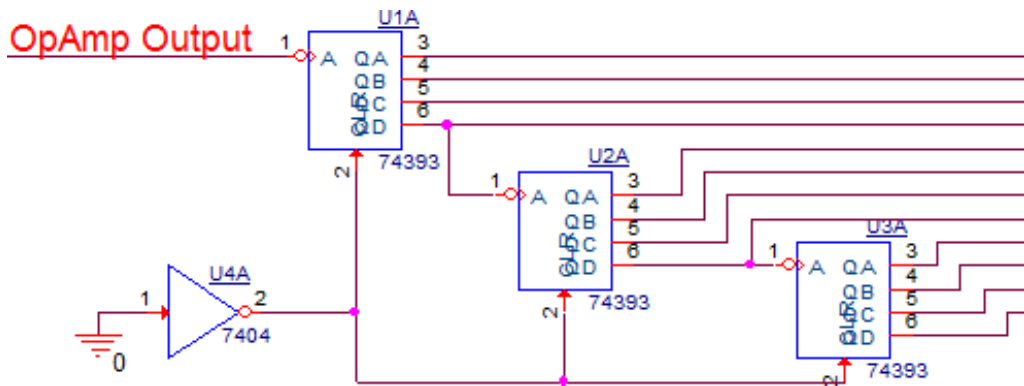 OpAmp Output
U1A
1 A QA 3
QB 4
QC 5
QD 6
CLR
2
74393
U2A
1 A QA 3
QB 4
QC 5
QD 6
CLR
2
74393
U3A
1 A QA 3
QB 4
QC 5
QD 6
CLR
2
74393
U4A
1 2
7404
0